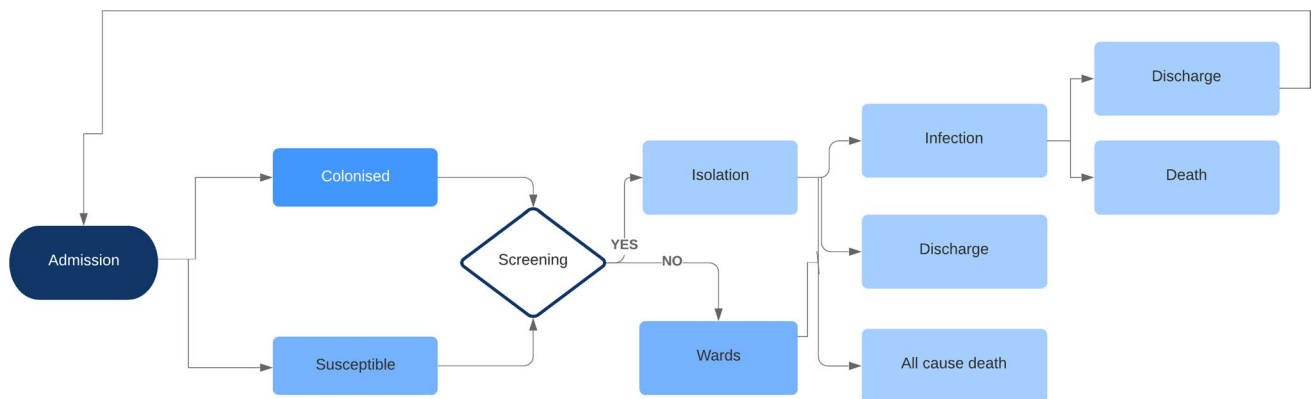 Discharge
Infection
Colonised
Isolation
Death
Admission
Screening
YES
NO
Discharge
Susceptible
Wards
All cause death